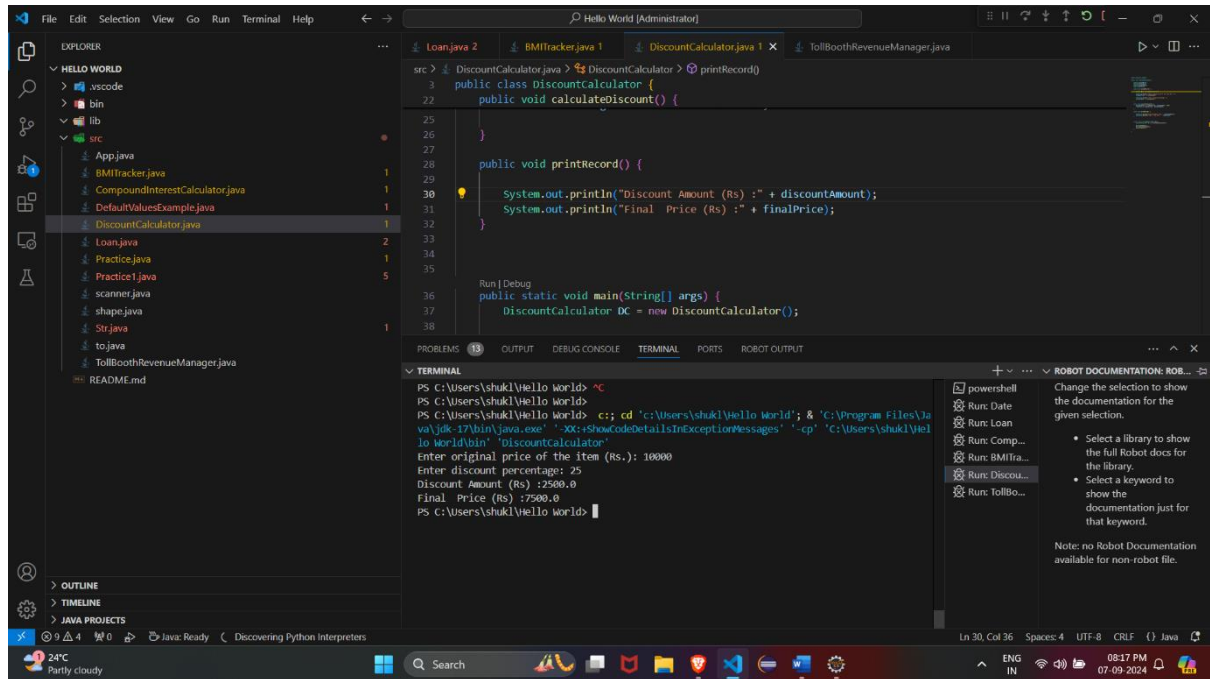 File Edit Selection View Go Run Terminal Help
Hello World [Administrator]
EXPLORER
HELLO WORLD
.vscode
bin
lib
src
App.java
BMITracker.java 1
CompoundInterestCalculator.java 1
DefaultValuesExample.java 1
DiscountCalculator.java 1
Loan.java 2
Practice.java 1
Practice1.java 5
scanner.java
shape.java
Str.java 1
to.java
TollBoothRevenueManager.java
README.md
OUTLINE
TIMELINE
JAVA PROJECTS
Loan.java 2 BMITracker.java 1 DiscountCalculator.java 1 TollBoothRevenueManager.java
src > DiscountCalculator.java > DiscountCalculator > printRecord()
3 public class DiscountCalculator {
22 public void calculateDiscount() {
25
26 }
27
28 public void printRecord() {
29
30 System.out.println("Discount Amount (Rs) :" + discountAmount);
31 System.out.println("Final  Price (Rs) :" + finalPrice);
32 }
33
34
35
Run | Debug
36 public static void main(String[] args) {
37 DiscountCalculator DC = new DiscountCalculator();
38
PROBLEMS 13 OUTPUT DEBUG CONSOLE TERMINAL PORTS ROBOT OUTPUT
TERMINAL
PS C:\Users\shukl\Hello World> ^C
PS C:\Users\shukl\Hello World>
PS C:\Users\shukl\Hello World>  c:; cd 'c:\Users\shukl\Hello World'; & 'C:\Program Files\Ja
va\jdk-17\bin\java.exe' '-XX:+ShowCodeDetailsInExceptionMessages' '-cp' 'C:\Users\shukl\Hel
lo World\bin' 'DiscountCalculator'
Enter original price of the item (Rs.): 10000
Enter discount percentage: 25
Discount Amount (Rs) :2500.0
Final  Price (Rs) :7500.0
PS C:\Users\shukl\Hello World>
powershell
Run: Date
Run: Loan
Run: Comp...
Run: BMITra...
Run: Discou...
Run: TollBo...
ROBOT DOCUMENTATION: ROB...
Change the selection to show
the documentation for the
given selection.
• Select a library to show
the full Robot docs for
the library.
• Select a keyword to
show the
documentation just for
that keyword.
Note: no Robot Documentation
available for non-robot file.
9 4 0 Java: Ready Discovering Python Interpreters
Ln 30, Col 36 Spaces: 4 UTF-8 CRLF {} Java
24°C
Partly cloudy
Search
ENG
IN
08:17 PM
07-09-2024